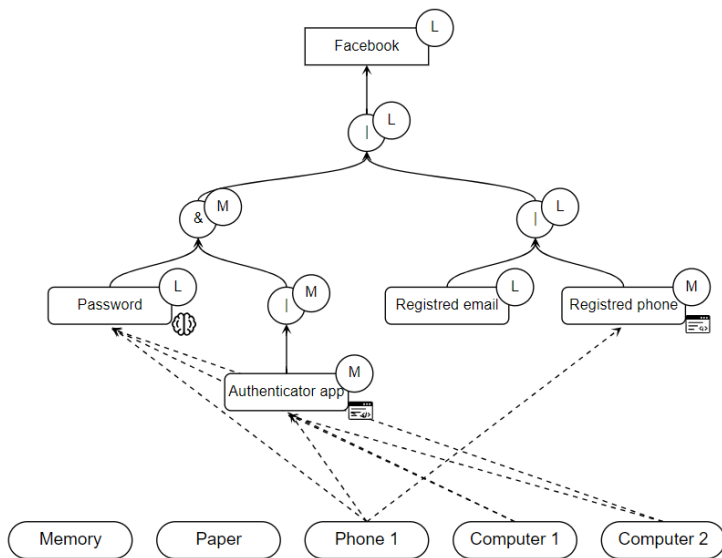 L
Facebook
L
|
M
&
L
|
L
Password
M
|
L
Registred email
M
Registred phone
M
Authenticator app
Memory
Paper
Phone 1
Computer 1
Computer 2